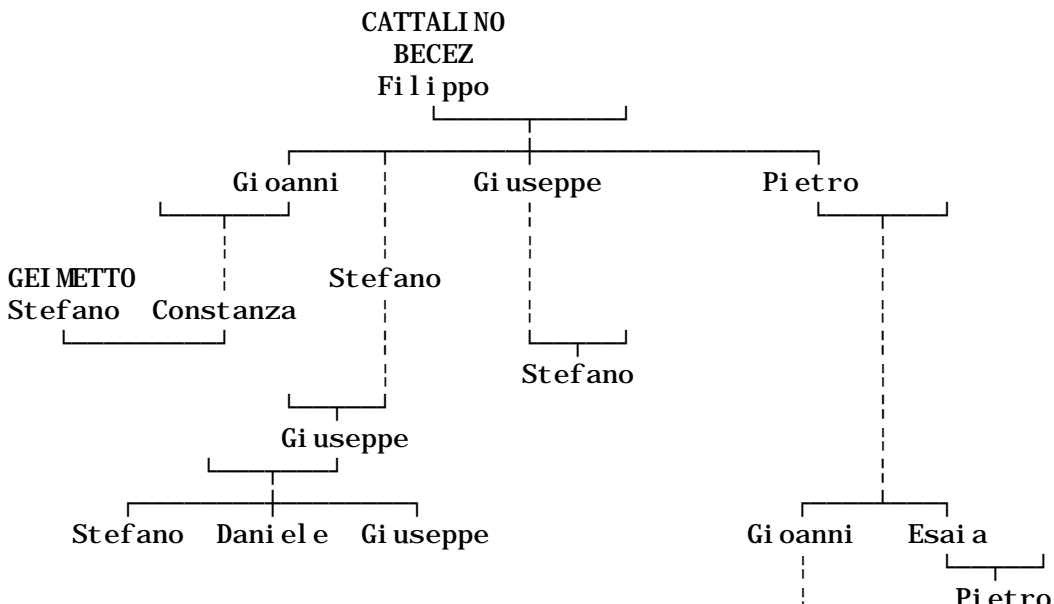 CATTALINO
BECEZ
Filippo
Gioanni Giuseppe Pietro
GEIMETTO Stefano
Stefano Constanza
Stefano
Giuseppe
Stefano Daniele Giuseppe Gioanni Esaia
Pietro